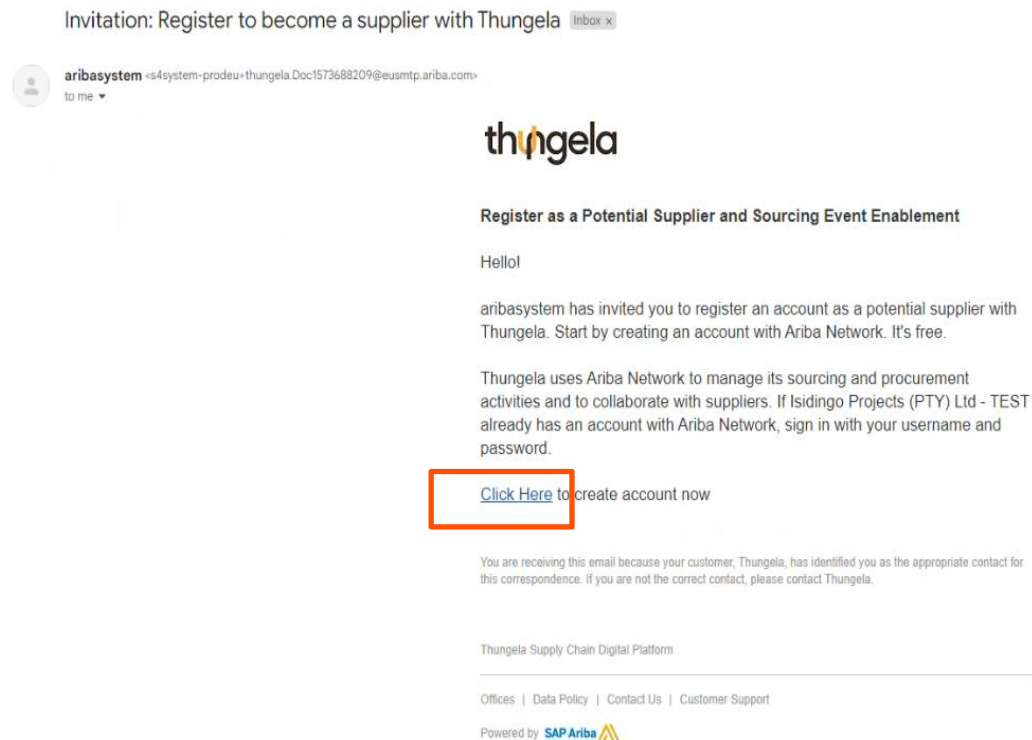 Invitation: Register to become a supplier with Thungela Inbox x
aribasystem <s4system-prodeu+thungela.Doc1573688209@eusmtp.ariba.com>
to me
thungela
Register as a Potential Supplier and Sourcing Event Enablement
Hello!
aribasystem has invited you to register an account as a potential supplier with
Thungela. Start by creating an account with Ariba Network. It's free.
Thungela uses Ariba Network to manage its sourcing and procurement
activities and to collaborate with suppliers. If Isidingo Projects (PTY) Ltd - TEST
already has an account with Ariba Network, sign in with your username and
password.
Click Here to create account now
You are receiving this email because your customer, Thungela, has identified you as the appropriate contact for
this correspondence. If you are not the correct contact, please contact Thungela.
Thungela Supply Chain Digital Platform
Offices | Data Policy | Contact Us | Customer Support
Powered by SAP Ariba